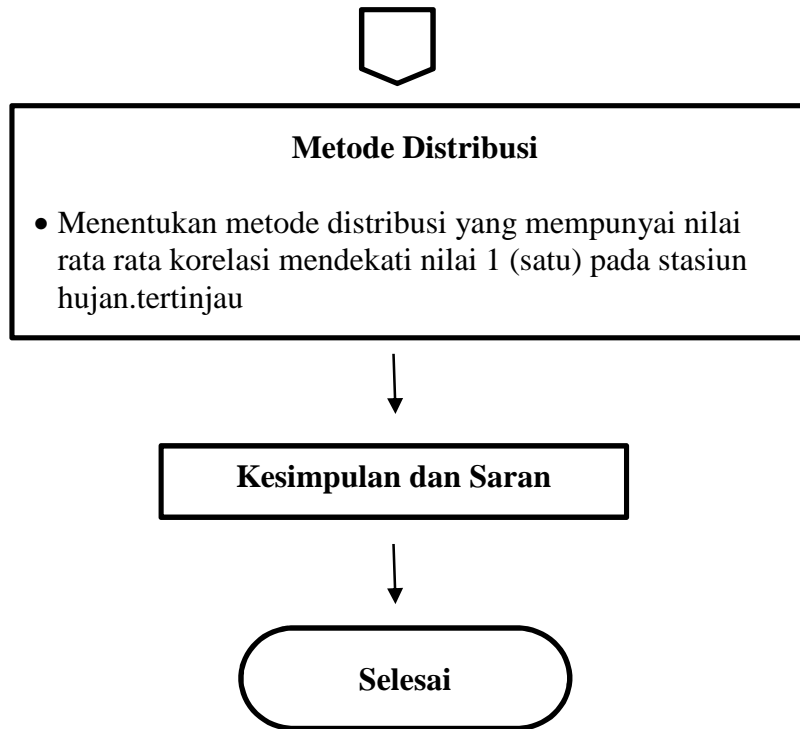 Metode Distribusi
• Menentukan metode distribusi yang mempunyai nilai
rata rata korelasi mendekati nilai 1 (satu) pada stasiun
hujan.tertinjau
Kesimpulan dan Saran
Selesai